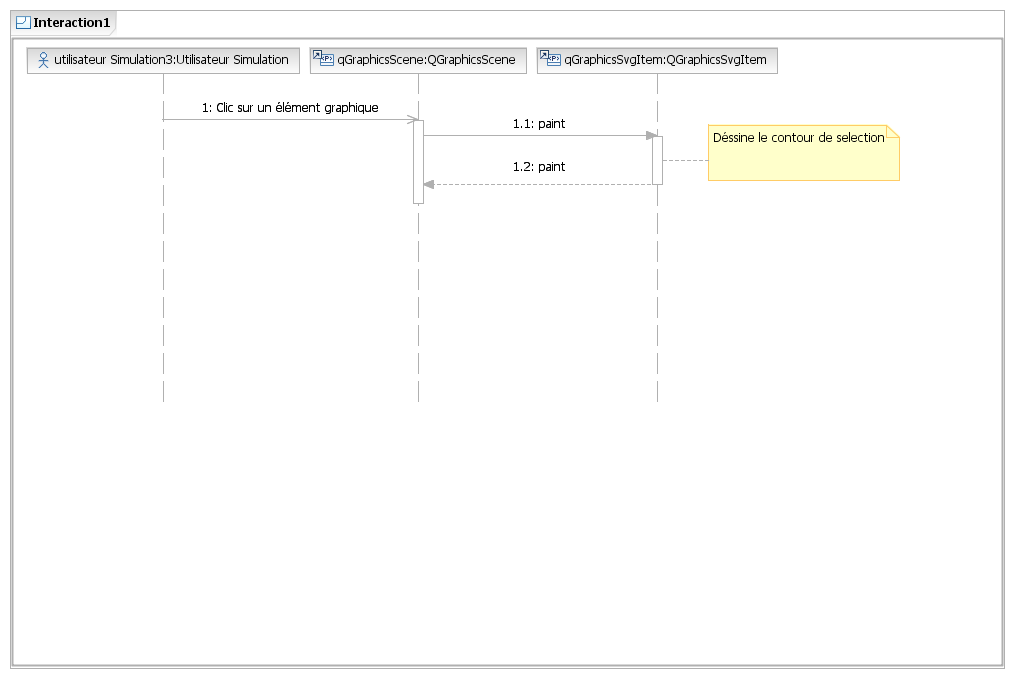 Interaction1
utilisateur Simulation3:Utilisateur Simulation
qGraphicsScene:QGraphicsScene
qGraphicsSvgItem:QGraphicsSvgItem
1: Clic sur un élément graphique
1.1: paint
Déssine le contour de selection
1.2: paint